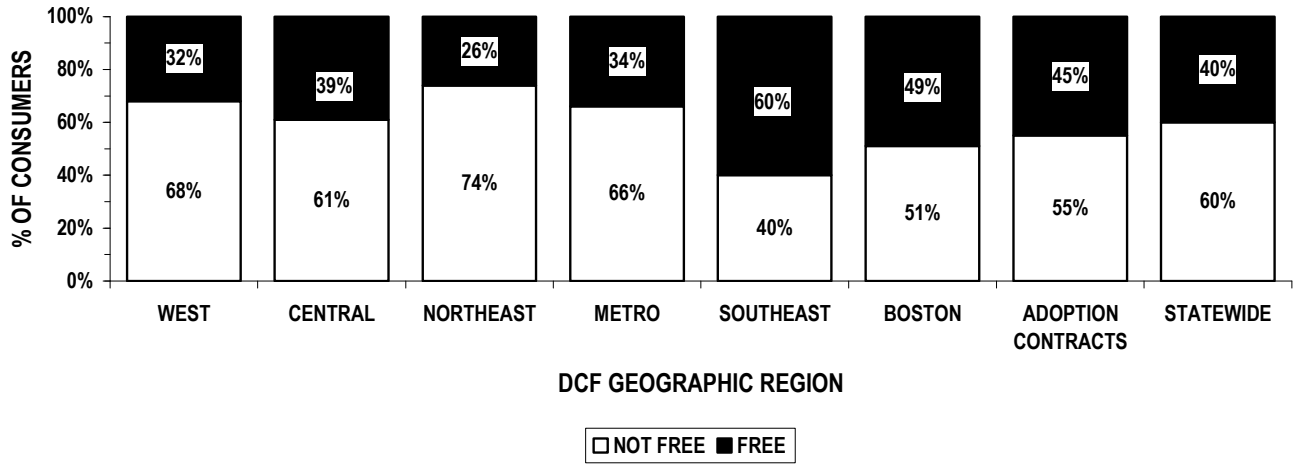 100%
80%
60%
40%
20%
0%
% OF CONSUMERS
32% 39% 26% 34% 60% 49% 45% 40%
68% 61% 74% 66% 40% 51% 55% 60%
WEST CENTRAL NORTHEAST METRO SOUTHEAST BOSTON ADOPTION STATEWIDE
CONTRACTS
DCF GEOGRAPHIC REGION
NOT FREE FREE